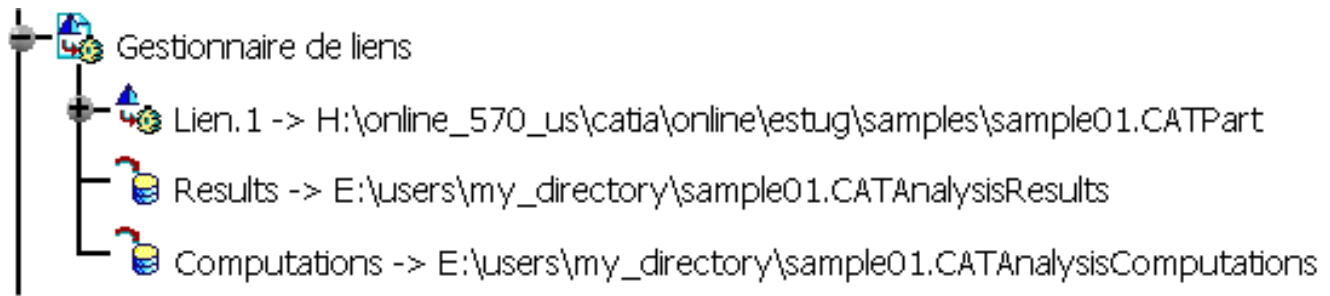 Gestionnaire de liens
Lien.1 -> H:\online_570_us\catia\online\estug\samples\sample01.CATPart
Results -> E:\users\my_directory\sample01.CATAnalysisResults
Computations -> E:\users\my_directory\sample01.CATAnalysisComputations